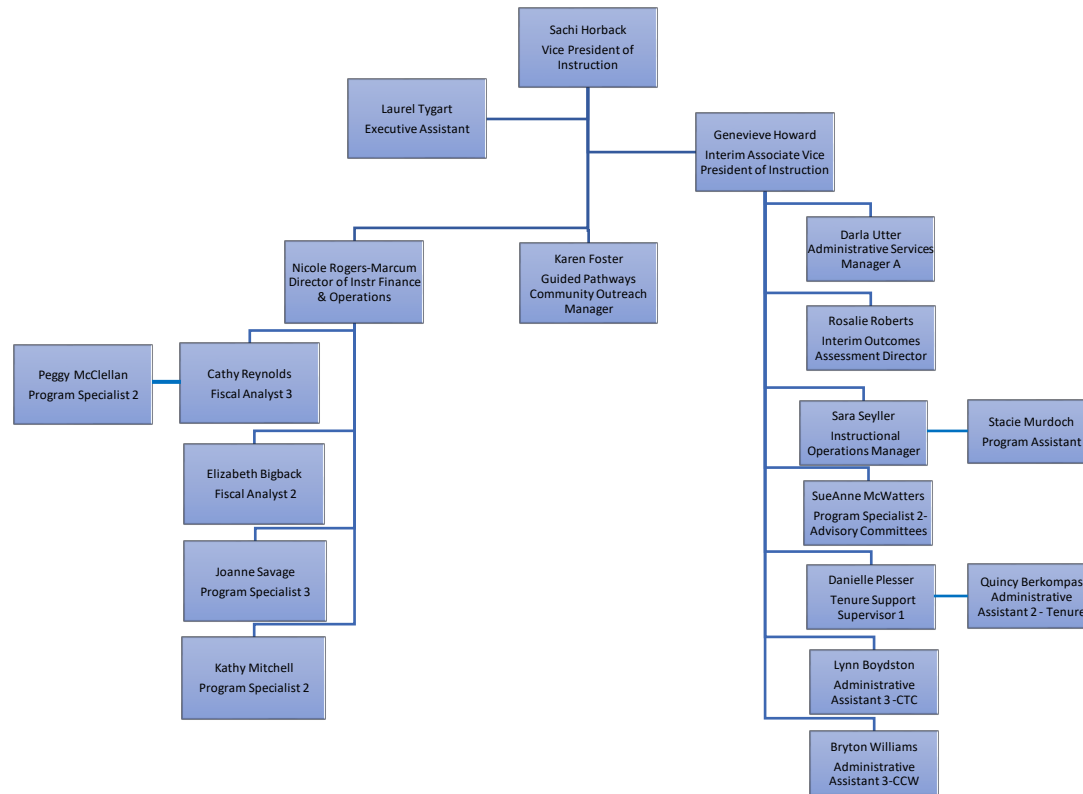 Sachi Horback
Vice President of
Instruction
Laurel Tygart
Executive Assistant
Genevieve Howard
Interim Associate Vice
President of Instruction
Nicole Rogers-Marcum
Director of Instr Finance
& Operations
Karen Foster
Guided Pathways
Community Outreach
Manager
Darla Utter
Administrative Services
Manager A
Rosalie Roberts
Interim Outcomes
Assessment Director
Peggy McClellan
Program Specialist 2
Cathy Reynolds
Fiscal Analyst 3
Sara Seyller
Instructional
Operations Manager
Stacie Murdoch
Program Assistant
Elizabeth Bigback
Fiscal Analyst 2
SueAnne McWatters
Program Specialist 2-
Advisory Committees
Joanne Savage
Program Specialist 3
Danielle Plesser
Tenure Support
Supervisor 1
Quincy Berkompas
Administrative
Assistant 2 - Tenure
Kathy Mitchell
Program Specialist 2
Lynn Boydston
Administrative
Assistant 3 -CTC
Bryton Williams
Administrative
Assistant 3-CCW